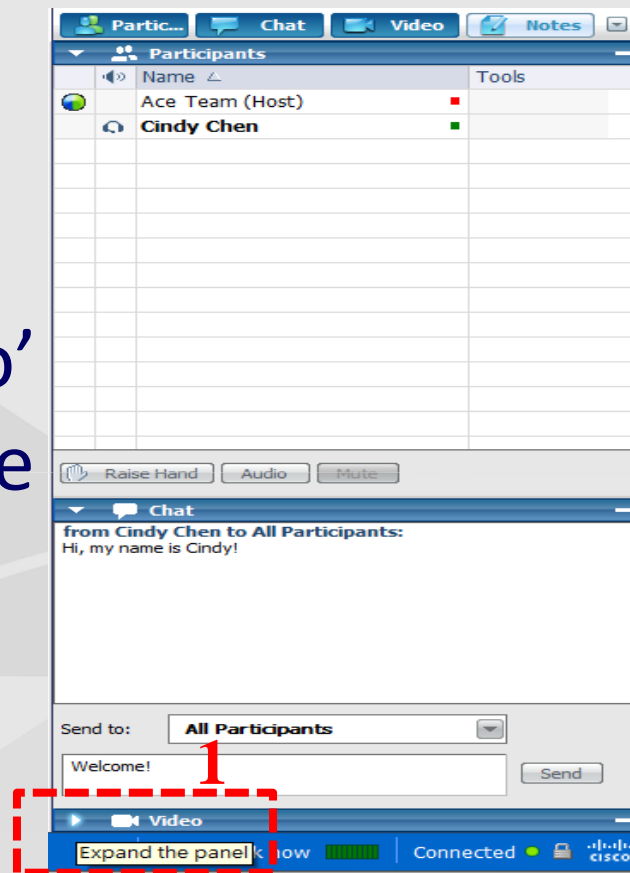 Partic... Chat Video Notes
Participants
Name Tools
Ace Team (Host)
Cindy Chen
o’
e
Raise Hand Audio Mute
Chat
from Cindy Chen to All Participants:
Hi, my name is Cindy!
Send to: All Participants
1
Welcome! Send
Video
Expand the panel k now Connected
cisco